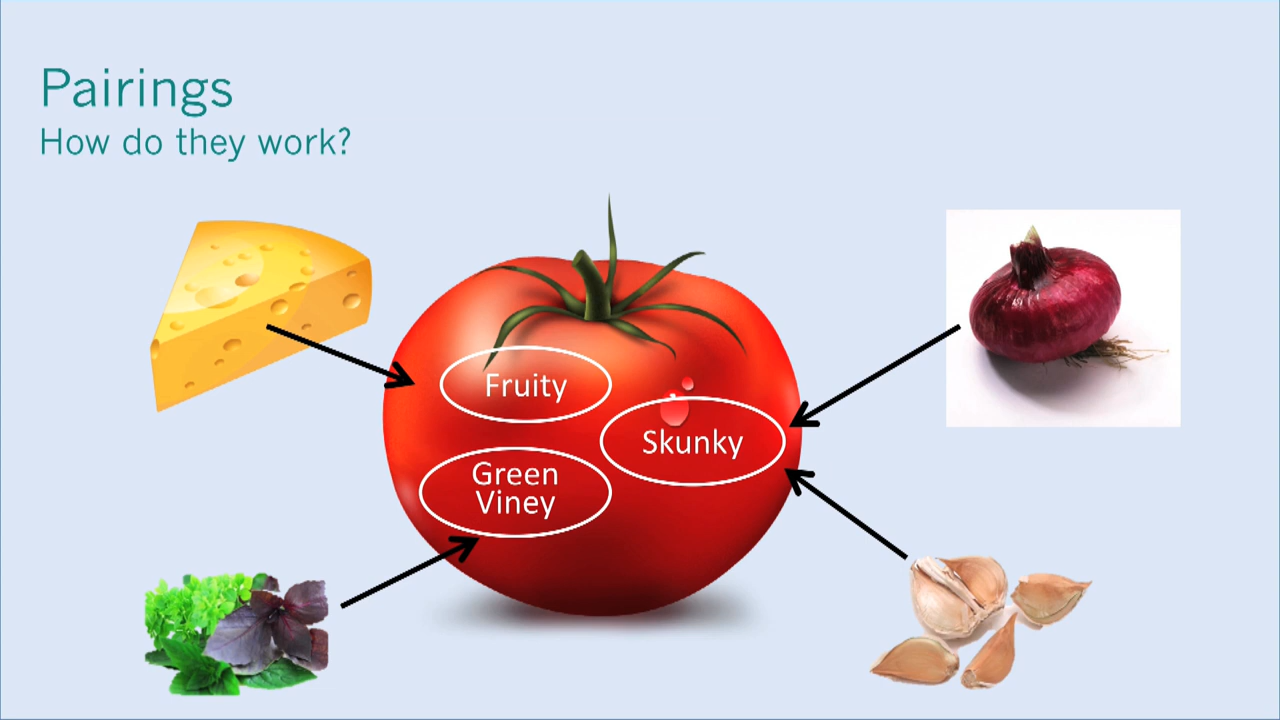 Pairings
How do they work?
Fruity
Skunky
Green
Viney